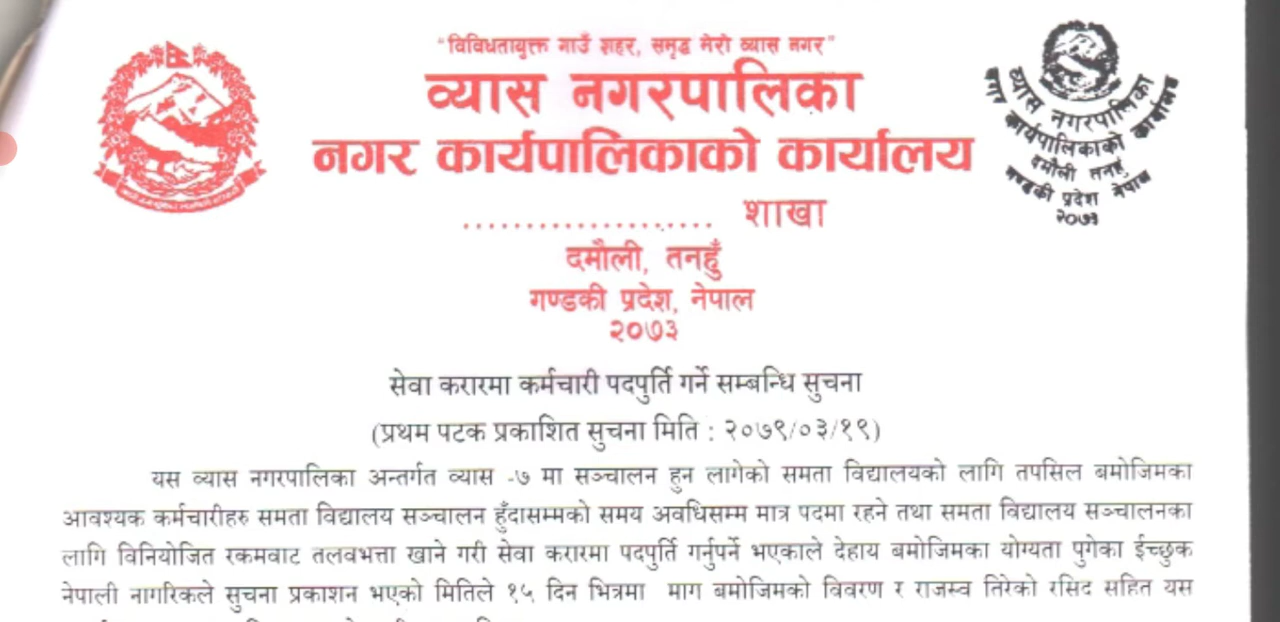 "विविधतायुक्त गाउँ शहर, समृद्ध मेरो व्यास नगर"
व्यास नगरपालिका
नगर कार्यपालिकाको कार्यालय
.................... शाखा
दमौली, तनहुँ
गण्डकी प्रदेश, नेपाल
२०७३
व्यास नगरपालिका
नगर कार्यपालिकाको कार्यालय
दमौली तनहुँ
गण्डकी प्रदेश नेपाल
२०७३
सेवा करारमा कर्मचारी पदपुर्ति गर्ने सम्बन्धि सुचना
(प्रथम पटक प्रकाशित सुचना मिति : २०७९/०३/१९)
यस व्यास नगरपालिका अन्तर्गत व्यास -७ मा सञ्चालन हुन लागेको समता विद्यालयको लागि तपसिल बमोजिमका
आवश्यक कर्मचारीहरु समता विद्यालय सञ्चालन हुँदासम्मको समय अवधिसम्म मात्र पदमा रहने तथा समता विद्यालय सञ्चालनका
लागि विनियोजित रकमवाट तलवभत्ता खाने गरी सेवा करारमा पदपुर्ति गर्नुपर्ने भएकाले देहाय बमोजिमका योग्यता पुगेका ईच्छुक
नेपाली नागरिकले सुचना प्रकाशन भएको मितिले १५ दिन भित्रमा माग बमोजिमको विवरण र राजस्व तिरेको रसिद सहित यस